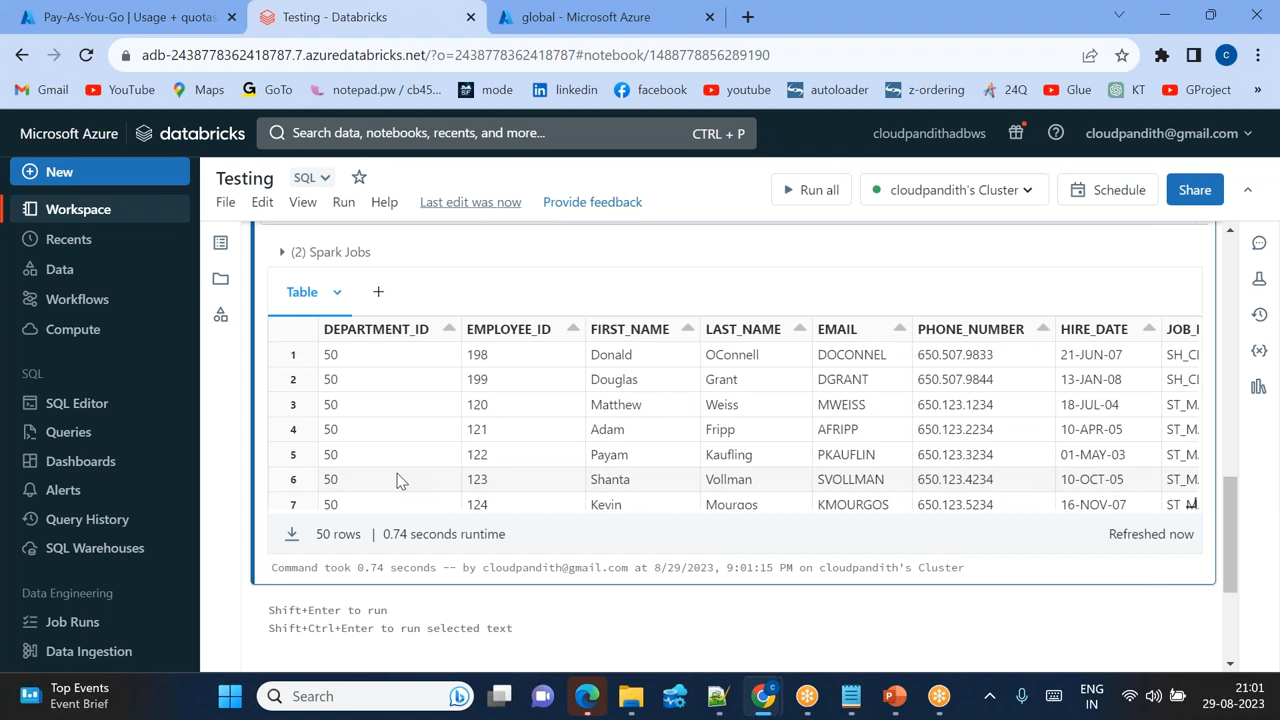 Pay-As-You-Go | Usage + quotas
Testing - Databricks
global - Microsoft Azure
adb-2438778362418787.7.azuredatabricks.net/?o=2438778362418787#notebook/1488778856289190
Gmail YouTube Maps GoTo notepad.pw / cb45... mode linkedin facebook youtube autoloader z-ordering 24Q Glue KT GProject »
Microsoft Azure databricks Search data, notebooks, recents, and more... CTRL + P cloudpandithadbws cloudpandith@gmail.com
New
Workspace
Recents
Data
Workflows
Compute
SQL
SQL Editor
Queries
Dashboards
Alerts
Query History
SQL Warehouses
Data Engineering
Job Runs
Data Ingestion
Testing SQL Run all cloudpandith's Cluster Schedule Share
File Edit View Run Help Last edit was now Provide feedback
(2) Spark Jobs
Table +
DEPARTMENT_ID EMPLOYEE_ID FIRST_NAME LAST_NAME EMAIL PHONE_NUMBER HIRE_DATE
1 50 198 Donald OConnell DOCONNEL 650.507.9833 21-JUN-07
2 50 199 Douglas Grant DGRANT 650.507.9844 13-JAN-08
3 50 120 Matthew Weiss MWEISS 650.123.1234 18-JUL-04
4 50 121 Adam Fripp AFRIPP 650.123.2234 10-APR-05
5 50 122 Payam Kaufling PKAUFLIN 650.123.3234 01-MAY-03
6 50 123 Shanta Vollman SVOLLMAN 650.123.4234 10-OCT-05
7 50 124 Kevin Mourgos KMOURGOS 650.123.5234 16-NOV-07
50 rows | 0.74 seconds runtime Refreshed now
Command took 0.74 seconds -- by cloudpandith@gmail.com at 8/29/2023, 9:01:15 PM on cloudpandith's Cluster
Shift+Enter to run
Shift+Ctrl+Enter to run selected text
Top Events
Event Brief
Search
ENG
IN
21:01
29-08-2023